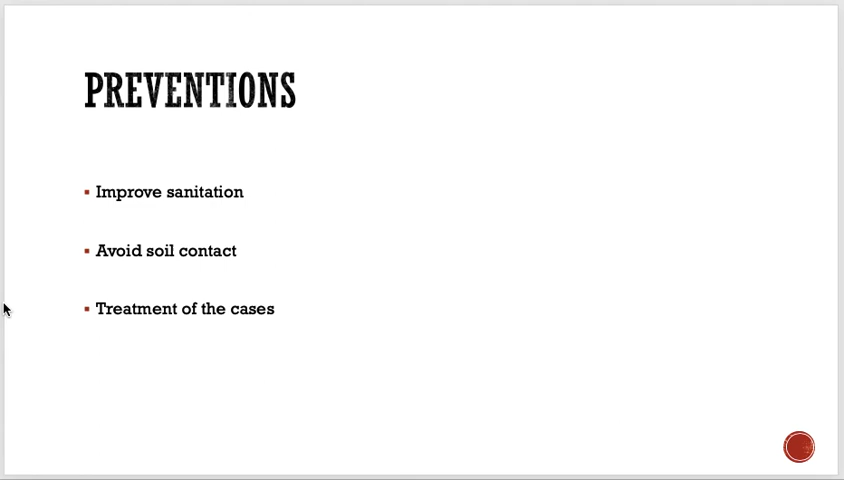 PREVENTIONS
Improve sanitation
Avoid soil contact
Treatment of the cases